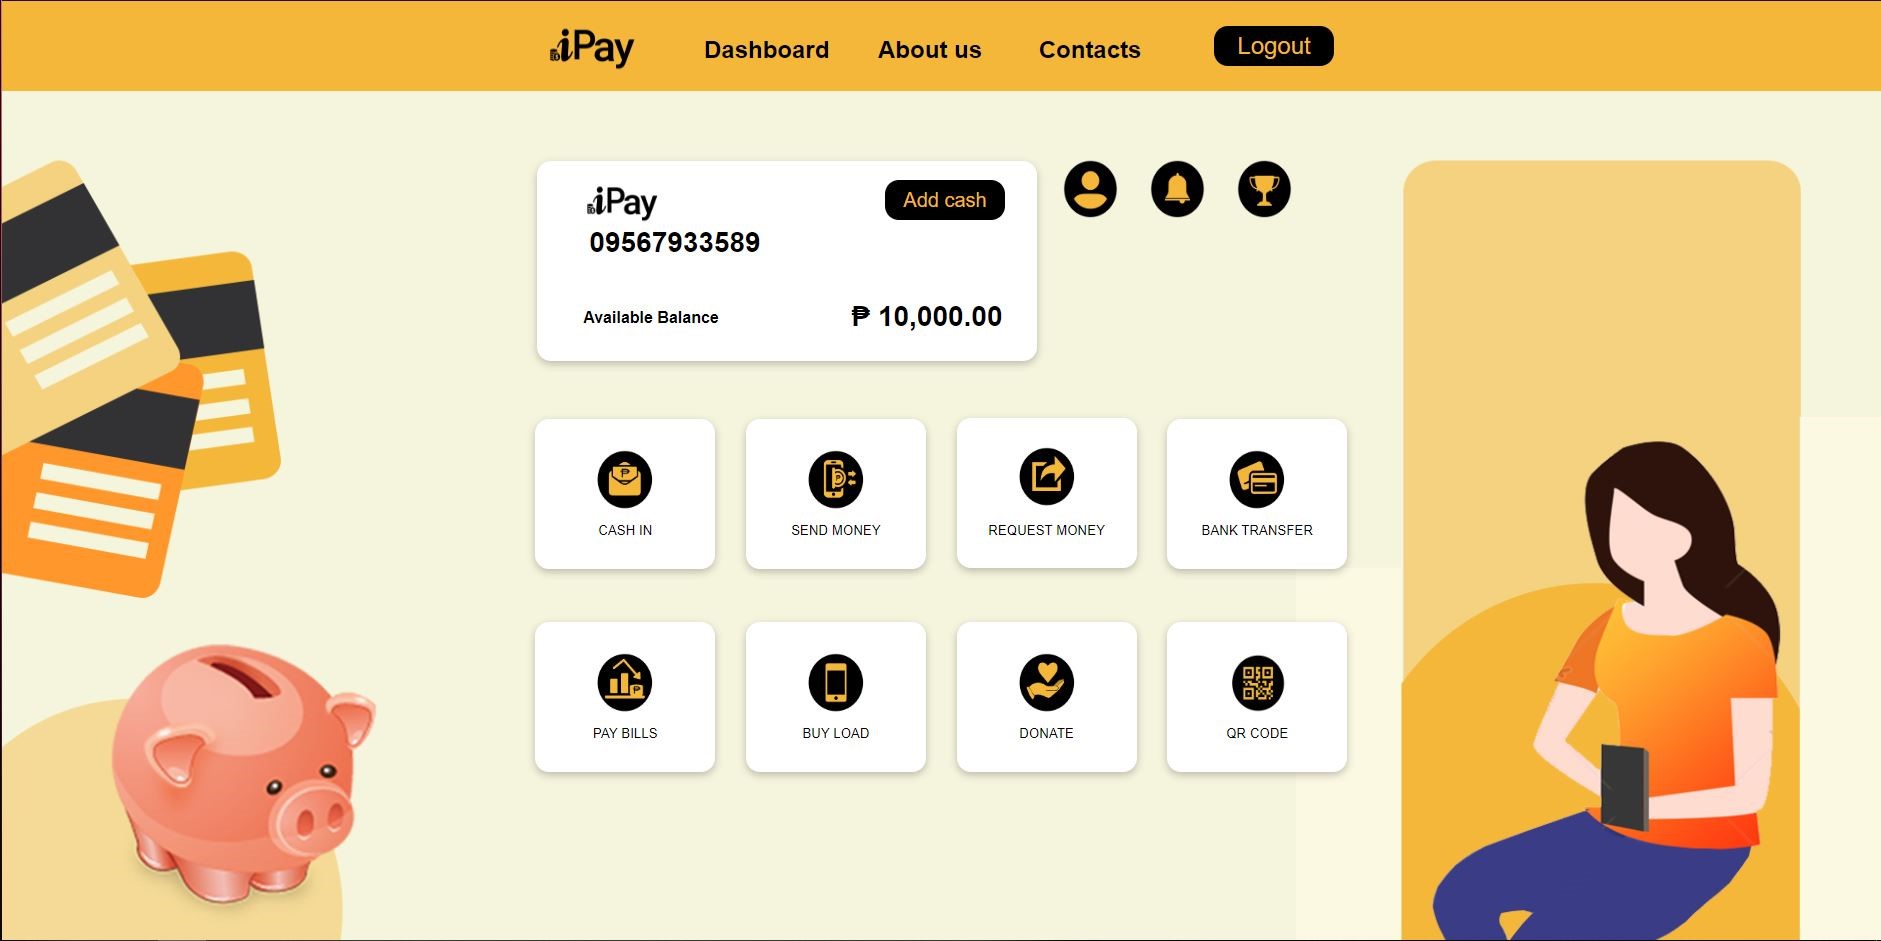 iPay
Dashboard
About us
Contacts
Logout
iPay
Add cash
09567933589
Available Balance
₱ 10,000.00
CASH IN
SEND MONEY
REQUEST MONEY
BANK TRANSFER
PAY BILLS
BUY LOAD
DONATE
QR CODE